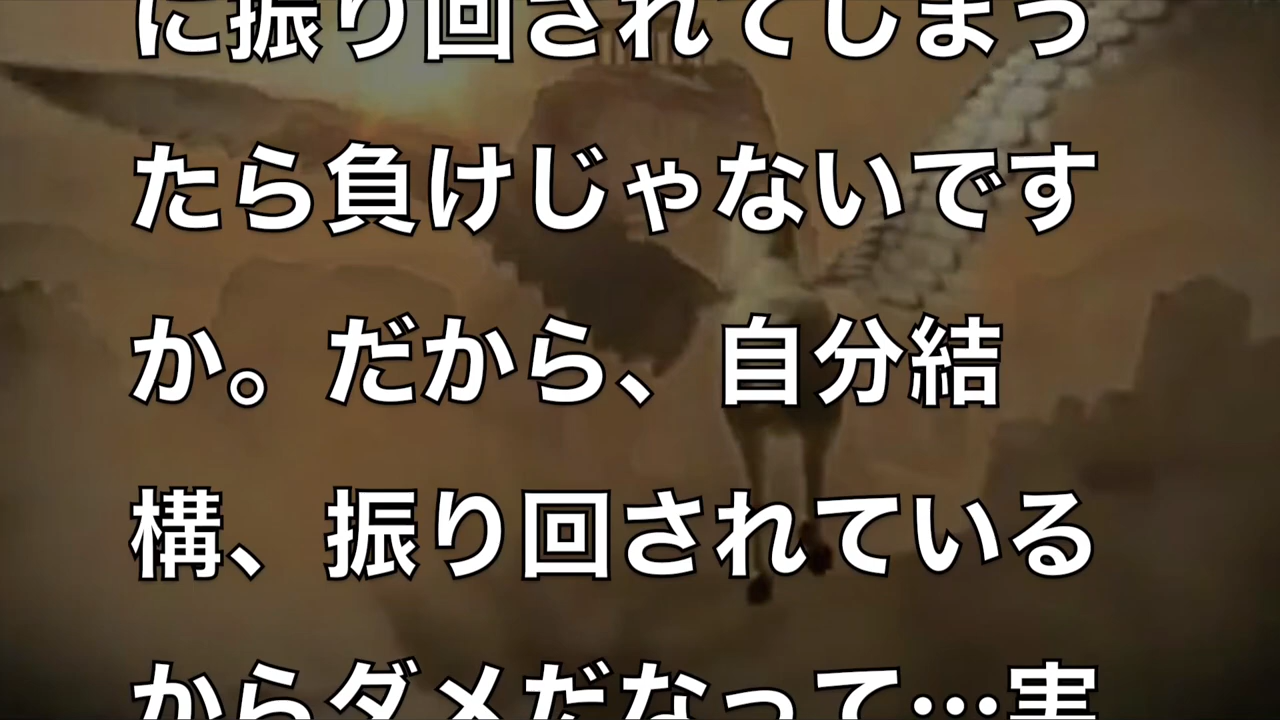 に振り回されてしまっ
たら負けじゃないです
か。だから、自分結
構、振り回されている
からダメだなって…実